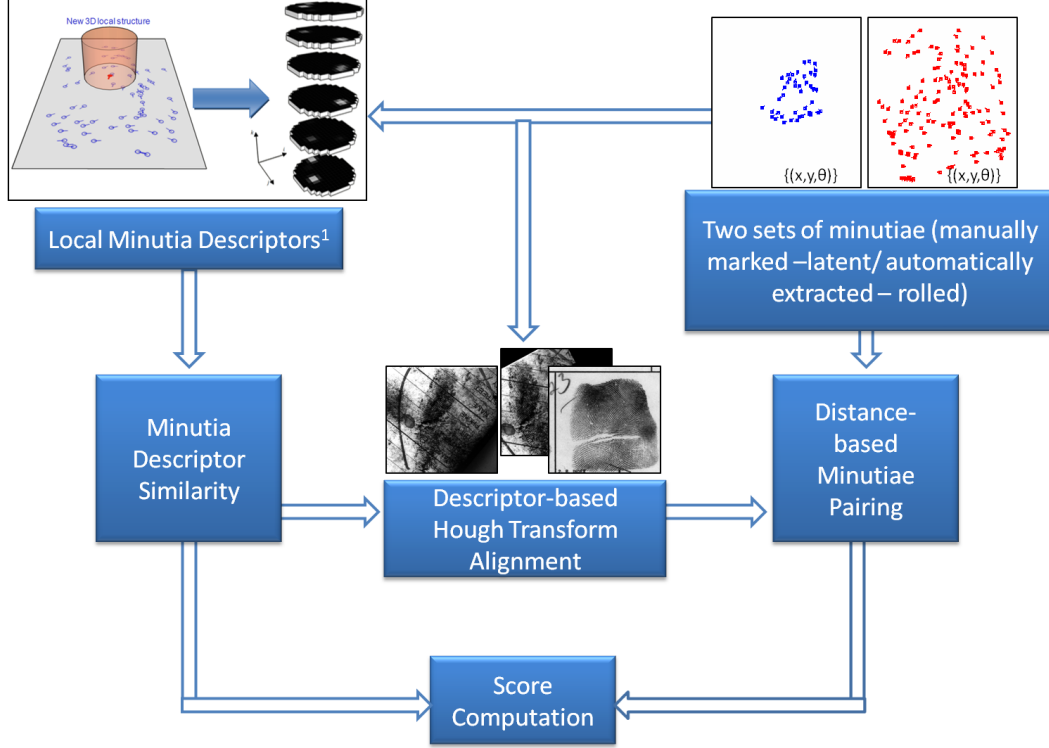 New 3D local structure
{(x,y,θ)}
{(x,y,θ)}
Local Minutia Descriptors¹
Two sets of minutiae (manually
marked –latent/ automatically
extracted – rolled)
Minutia
Descriptor
Similarity
Descriptor-based
Hough Transform
Alignment
Distance-
based
Minutiae
Pairing
Score
Computation